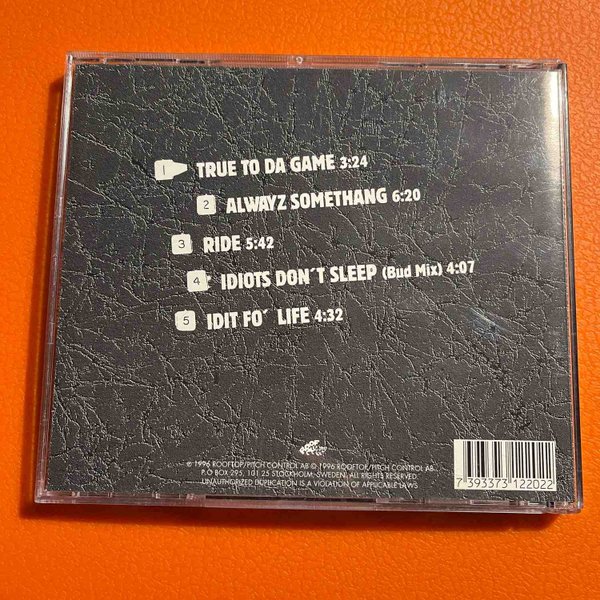 1 TRUE TO DA GAME 3:24
2 ALWAYZ SOMETHANG 6:20
3 RIDE 5:42
4 IDIOTS DON´T SLEEP (Bud Mix) 4:07
5 IDIT FO´ LIFE 4:32
℗ 1996 ROOFTOP/PITCH CONTROL AB © 1996 ROOFTOP/PITCH CONTROL AB.
P.O BOX 295, 101 25 STOCKHOLM, SWEDEN. ALL RIGHTS RESERVED.
UNAUTHORIZED DUPLICATION IS A VIOLATION OF APPLICABLE LAWS
7 393373 122022